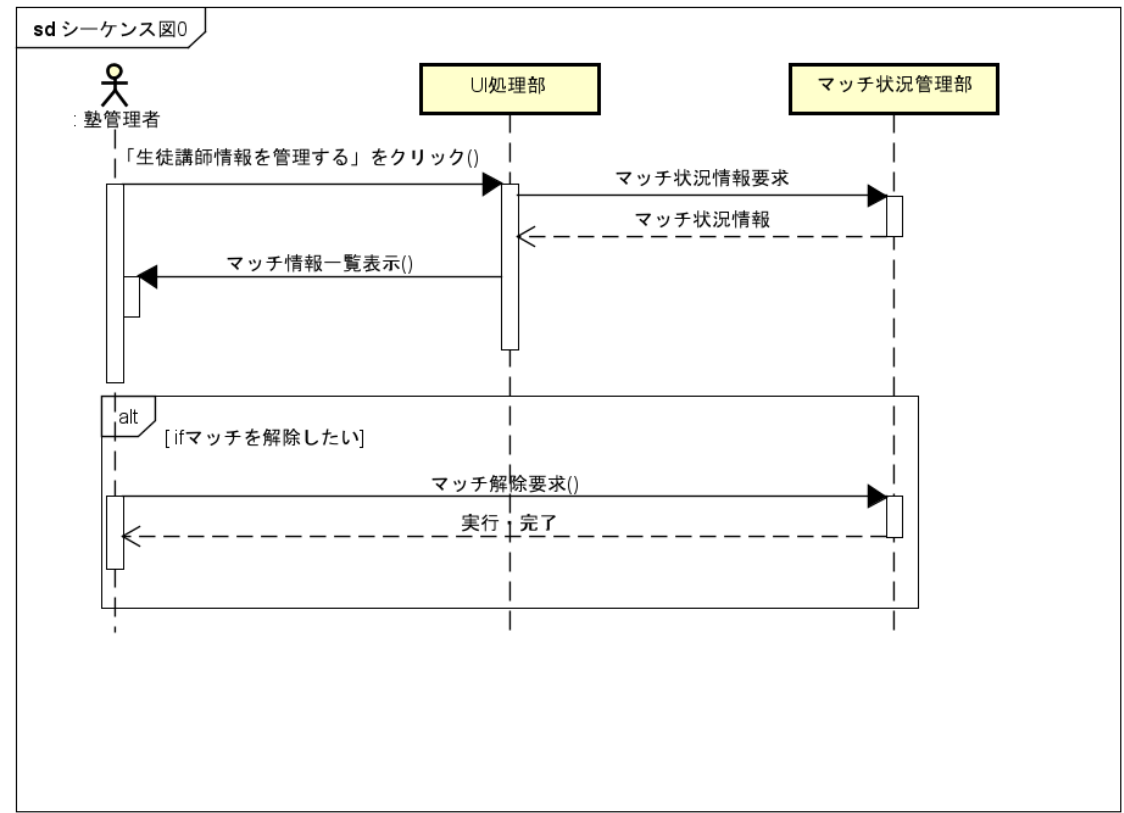 sd シーケンス図0
: 塾管理者
UI処理部
マッチ状況管理部
「生徒講師情報を管理する」をクリック()
マッチ状況情報要求
マッチ状況情報
マッチ情報一覧表示()
alt
[ ifマッチを解除したい]
マッチ解除要求()
実行・完了